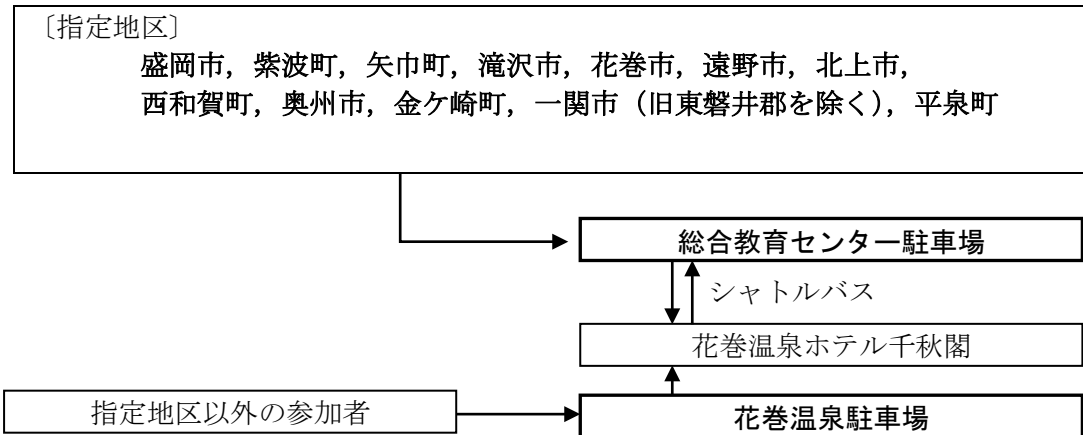 〔指定地区〕
盛岡市，紫波町，矢巾町，滝沢市，花巻市，遠野市，北上市，
西和賀町，奥州市，金ケ崎町，一関市（旧東磐井郡を除く），平泉町
総合教育センター駐車場
シャトルバス
花巻温泉ホテル千秋閣
指定地区以外の参加者
花巻温泉駐車場